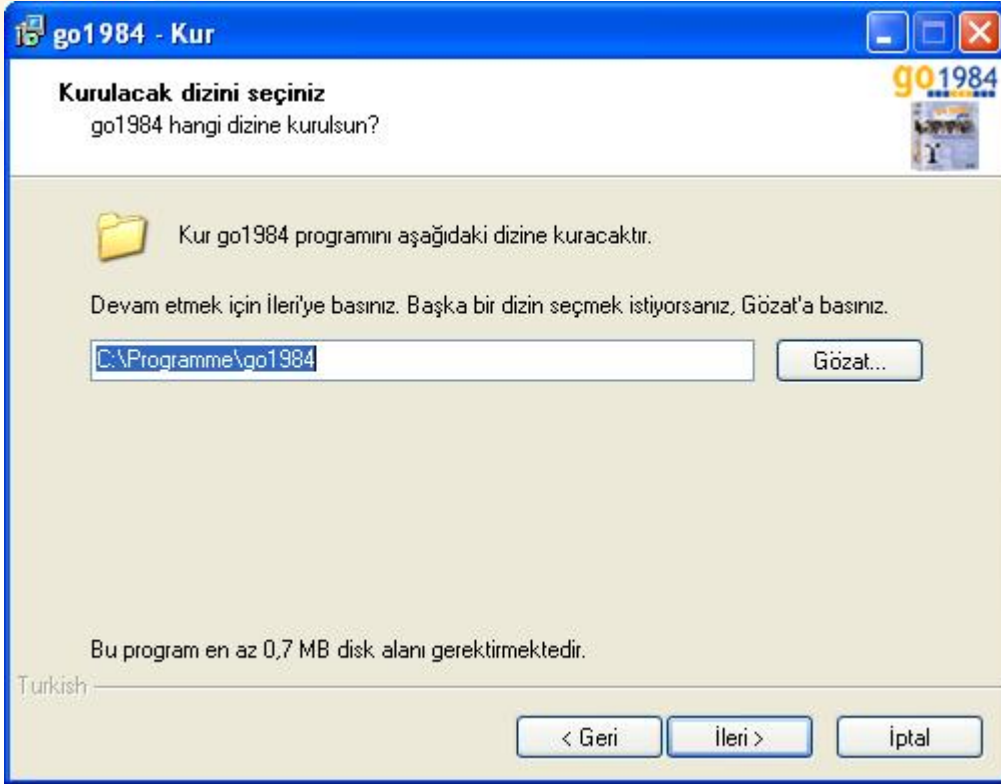 go1984 - Kur
Kurulacak dizini seçiniz
go1984 hangi dizine kurulsun?
go1984
Kur go1984 programını aşağıdaki dizine kuracaktır.
Devam etmek için İleri'ye basınız. Başka bir dizin seçmek istiyorsanız, Gözat'a basınız.
C:\Programme\go1984
Gözat...
Bu program en az 0,7 MB disk alanı gerektirmektedir.
Turkish
< Geri
İleri >
İptal